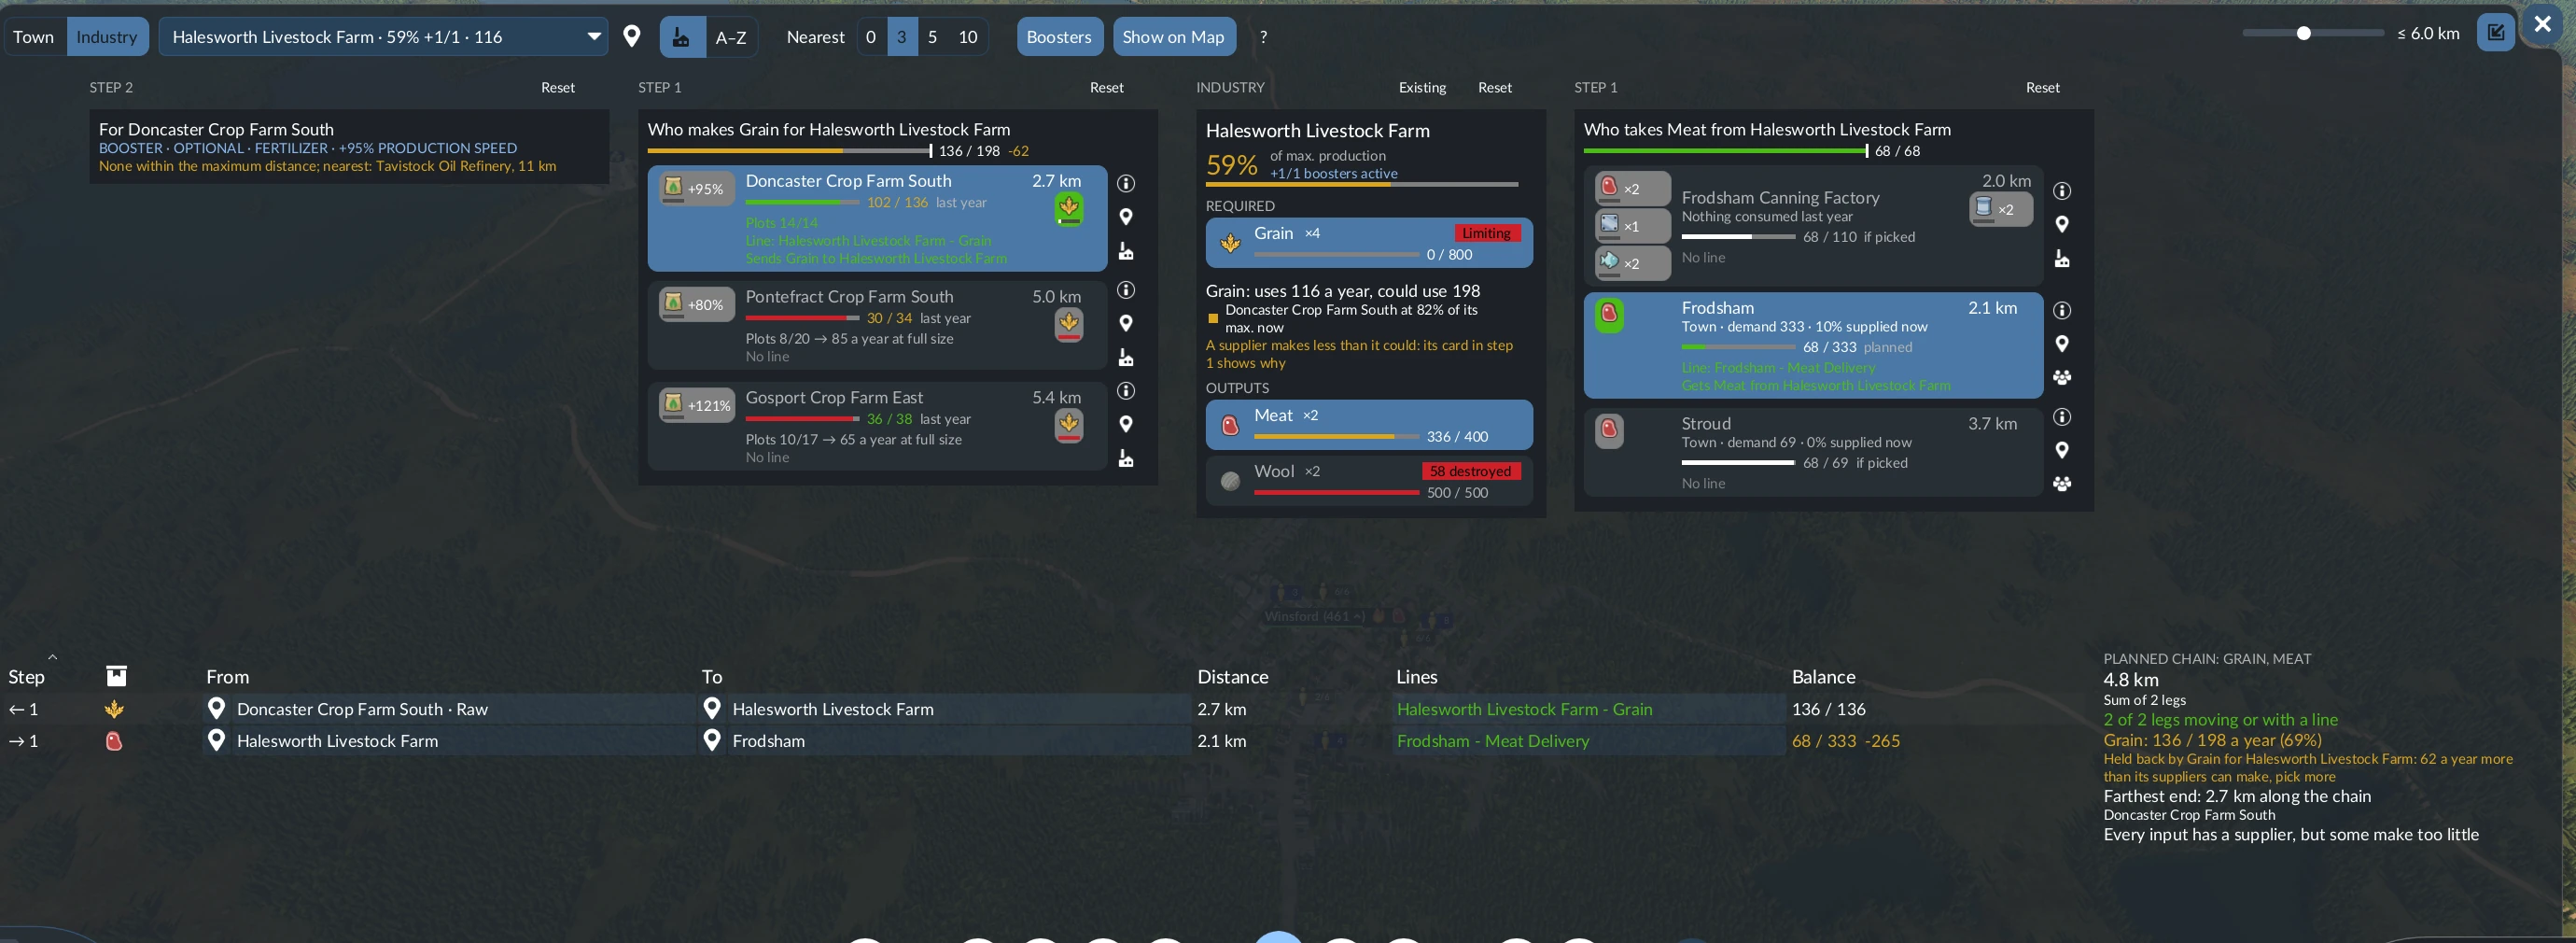 Town
Industry
Halesworth Livestock Farm · 59% +1/1 · 116
A–Z
Nearest
0
3
5
10
Boosters
Show on Map
?
≤ 6.0 km
STEP 2
Reset
For Doncaster Crop Farm South
BOOSTER · OPTIONAL · FERTILIZER · +95% PRODUCTION SPEED
None within the maximum distance; nearest: Tavistock Oil Refinery, 11 km
STEP 1
Reset
Who makes Grain for Halesworth Livestock Farm
136 / 198 -62
+95%
Doncaster Crop Farm South
2.7 km
102 / 136 last year
Plots 14/14
Line: Halesworth Livestock Farm - Grain
Sends Grain to Halesworth Livestock Farm
+80%
Pontefract Crop Farm South
5.0 km
30 / 34 last year
Plots 8/20 → 85 a year at full size
No line
+121%
Gosport Crop Farm East
5.4 km
36 / 38 last year
Plots 10/17 → 65 a year at full size
No line
INDUSTRY
Existing
Reset
Halesworth Livestock Farm
59%
of max. production
+1/1 boosters active
REQUIRED
Grain ×4
Limiting
0 / 800
Grain: uses 116 a year, could use 198
Doncaster Crop Farm South at 82% of its
max. now
A supplier makes less than it could: its card in step
1 shows why
OUTPUTS
Meat ×2
336 / 400
Wool ×2
58 destroyed
500 / 500
STEP 1
Reset
Who takes Meat from Halesworth Livestock Farm
68 / 68
×2
×1
×2
Frodsham Canning Factory
2.0 km
×2
Nothing consumed last year
68 / 110 if picked
No line
Frodsham
2.1 km
Town · demand 333 · 10% supplied now
68 / 333 planned
Line: Frodsham - Meat Delivery
Gets Meat from Halesworth Livestock Farm
Stroud
3.7 km
Town · demand 69 · 0% supplied now
68 / 69 if picked
No line
Winsford (461
Step
From
To
Distance
Lines
Balance
← 1
Doncaster Crop Farm South · Raw
Halesworth Livestock Farm
2.7 km
Halesworth Livestock Farm - Grain
136 / 136
→ 1
Halesworth Livestock Farm
Frodsham
2.1 km
Frodsham - Meat Delivery
68 / 333 -265
PLANNED CHAIN: GRAIN, MEAT
4.8 km
Sum of 2 legs
2 of 2 legs moving or with a line
Grain: 136 / 198 a year (69%)
Held back by Grain for Halesworth Livestock Farm: 62 a year more
than its suppliers can make, pick more
Farthest end: 2.7 km along the chain
Doncaster Crop Farm South
Every input has a supplier, but some make too little